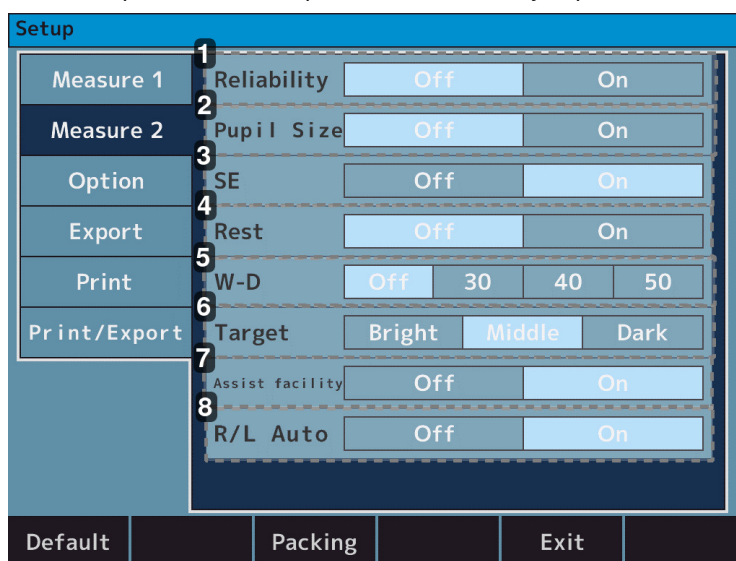 Setup
Measure 1
Measure 2
Option
Export
Print
Print/Export
1
Reliability Off On
2
Pupil Size Off On
3
SE Off On
4
Rest Off On
5
W-D Off 30 40 50
6
Target Bright Middle Dark
7
Assist facility Off On
8
R/L Auto Off On
Default Packing Exit